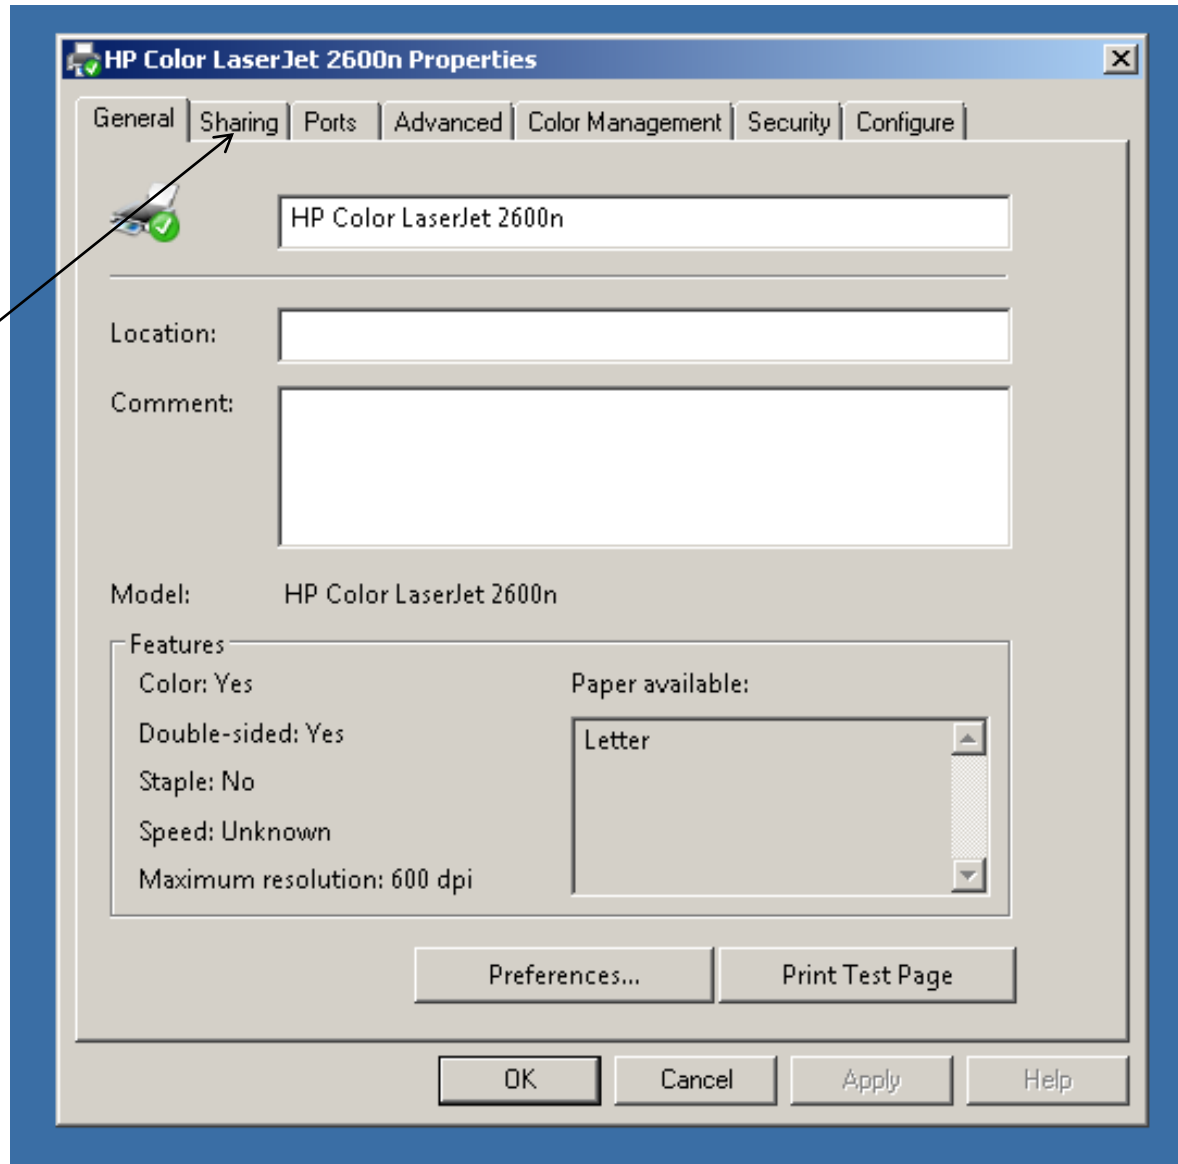 HP Color LaserJet 2600n Properties
General Sharing Ports Advanced Color Management Security Configure
HP Color LaserJet 2600n
Location:
Comment:
Model: HP Color LaserJet 2600n
Features
Color: Yes Paper available:
Double-sided: Yes Letter
Staple: No
Speed: Unknown
Maximum resolution: 600 dpi
Preferences... Print Test Page
OK Cancel Apply Help